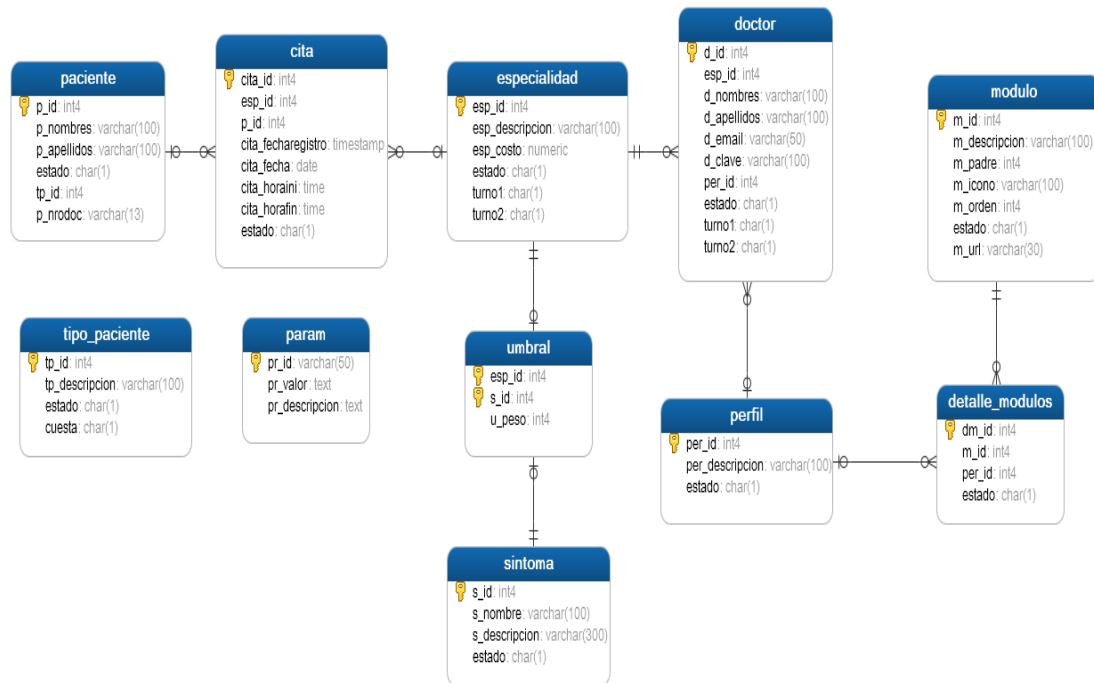 paciente
p_id: int4
p_nombres: varchar(100)
p_apellidos: varchar(100)
estado: char(1)
tp_id: int4
p_nrodoc: varchar(13)
cita
cita_id: int4
esp_id: int4
p_id: int4
cita_fecharegistro: timestamp
cita_fecha: date
cita_horaini: time
cita_horafin: time
estado: char(1)
especialidad
esp_id: int4
esp_descripcion: varchar(100)
esp_costo: numeric
estado: char(1)
turno1: char(1)
turno2: char(1)
doctor
d_id: int4
esp_id: int4
d_nombres: varchar(100)
d_apellidos: varchar(100)
d_email: varchar(50)
d_clave: varchar(100)
per_id: int4
estado: char(1)
turno1: char(1)
turno2: char(1)
modulo
m_id: int4
m_descripcion: varchar(100)
m_padre: int4
m_icono: varchar(100)
m_orden: int4
estado: char(1)
m_url: varchar(30)
tipo_paciente
tp_id: int4
tp_descripcion: varchar(100)
estado: char(1)
cuesta: char(1)
param
pr_id: varchar(50)
pr_valor: text
pr_descripcion: text
umbral
esp_id: int4
s_id: int4
u_peso: int4
perfil
per_id: int4
per_descripcion: varchar(100)
estado: char(1)
detalle_modulos
dm_id: int4
m_id: int4
per_id: int4
estado: char(1)
sintoma
s_id: int4
s_nombre: varchar(100)
s_descripcion: varchar(300)
estado: char(1)